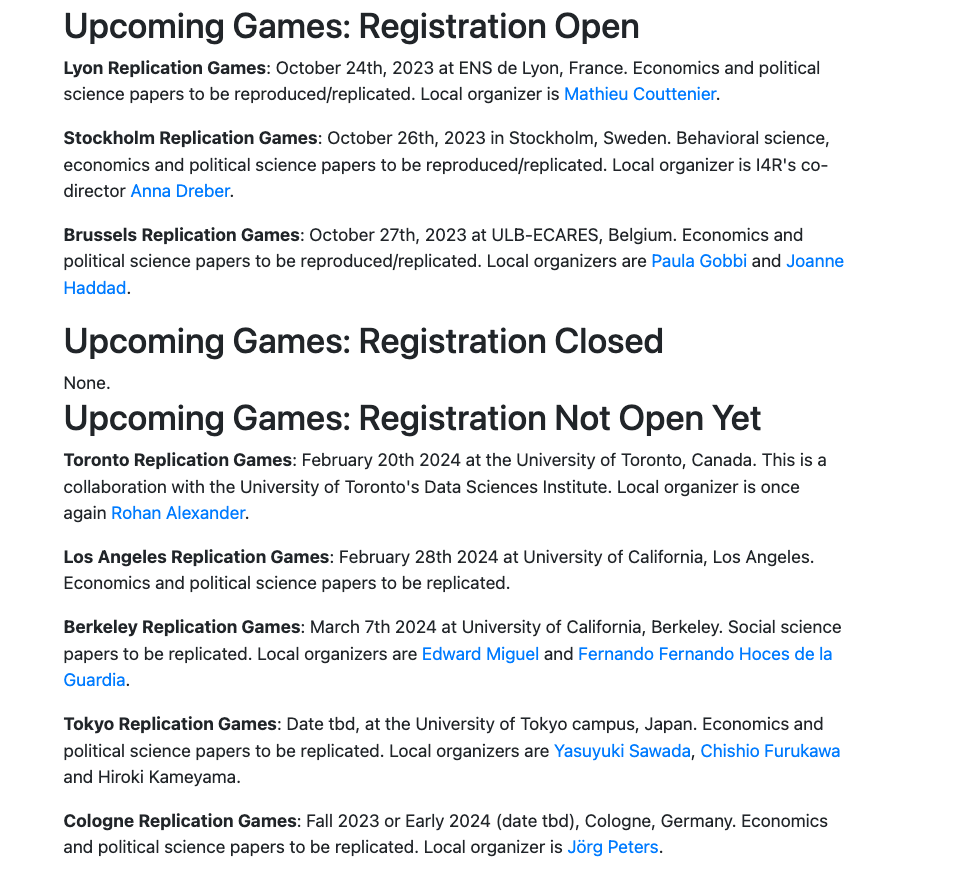 Upcoming Games: Registration Open
Lyon Replication Games: October 24th, 2023 at ENS de Lyon, France. Economics and political
science papers to be reproduced/replicated. Local organizer is Mathieu Couttenier.
Stockholm Replication Games: October 26th, 2023 in Stockholm, Sweden. Behavioral science,
economics and political science papers to be reproduced/replicated. Local organizer is I4R's co-
director Anna Dreber.
Brussels Replication Games: October 27th, 2023 at ULB-ECARES, Belgium. Economics and
political science papers to be reproduced/replicated. Local organizers are Paula Gobbi and Joanne
Haddad.
Upcoming Games: Registration Closed
None.
Upcoming Games: Registration Not Open Yet
Toronto Replication Games: February 20th 2024 at the University of Toronto, Canada. This is a
collaboration with the University of Toronto's Data Sciences Institute. Local organizer is once
again Rohan Alexander.
Los Angeles Replication Games: February 28th 2024 at University of California, Los Angeles.
Economics and political science papers to be replicated.
Berkeley Replication Games: March 7th 2024 at University of California, Berkeley. Social science
papers to be replicated. Local organizers are Edward Miguel and Fernando Fernando Hoces de la
Guardia.
Tokyo Replication Games: Date tbd, at the University of Tokyo campus, Japan. Economics and
political science papers to be replicated. Local organizers are Yasuyuki Sawada, Chishio Furukawa
and Hiroki Kameyama.
Cologne Replication Games: Fall 2023 or Early 2024 (date tbd), Cologne, Germany. Economics
and political science papers to be replicated. Local organizer is Jörg Peters.